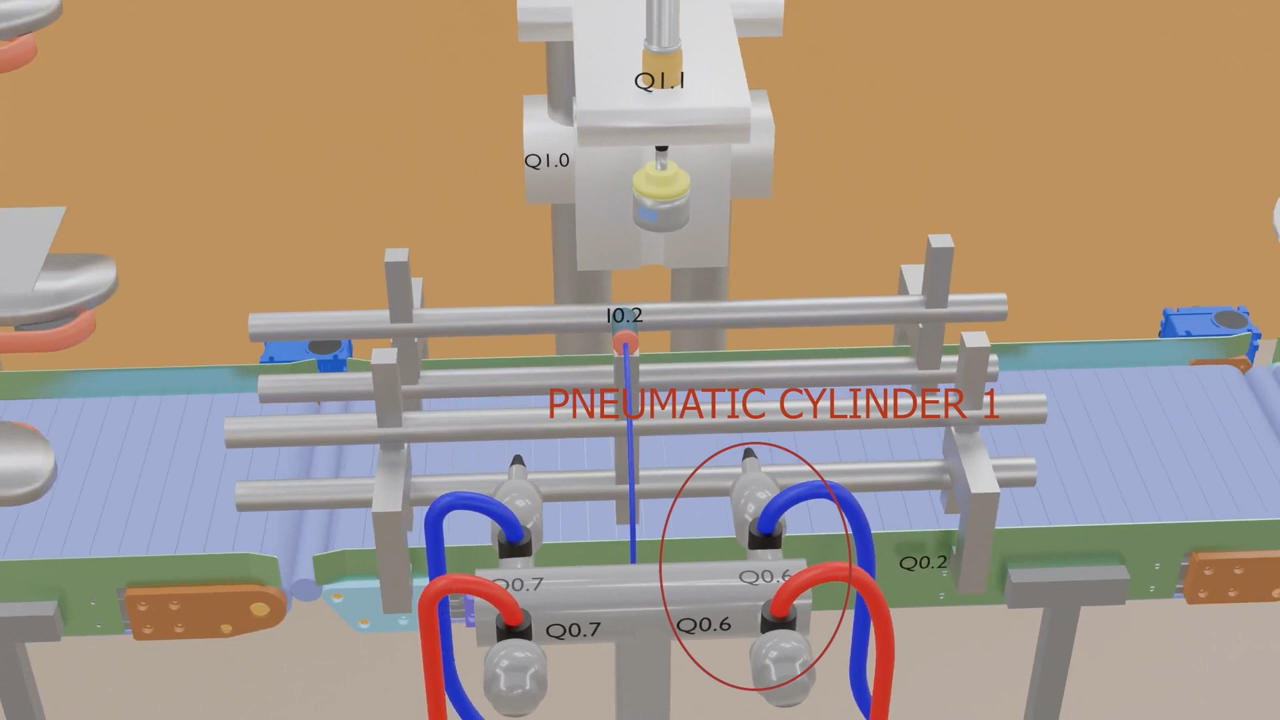 Q1.1
Q1.0
I0.2
PNEUMATIC CYLINDER 1
Q0.2
Q0.7
Q0.6
Q0.7
Q0.6